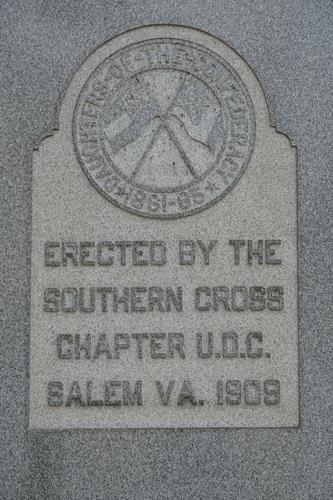 DAUGHTERS·OF·THE·CONFEDERACY
★1861-65★
ERECTED BY THE
SOUTHERN CROSS
CHAPTER U.D.C.
SALEM VA. 1909